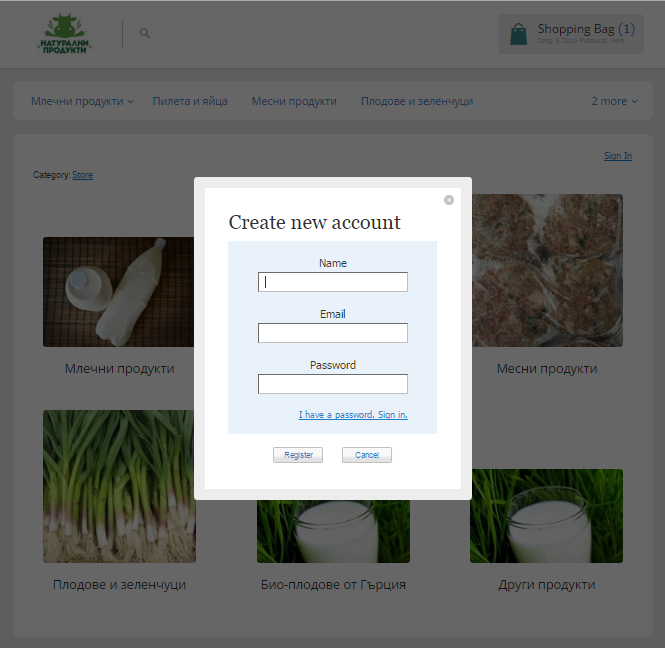 НАТУРАЛНИ
ПРОДУКТИ
Shopping Bag (1)
Drag & Drop Products Here
Млечни продукти
Пилета и яйца
Месни продукти
Плодове и зеленчуци
2 more
Sign In
Category: Store
Create new account
Name
Email
Password
I have a password. Sign in.
Register
Cancel
Млечни продукти
Месни продукти
Плодове и зеленчуци
Био-плодове от Гърция
Други продукти